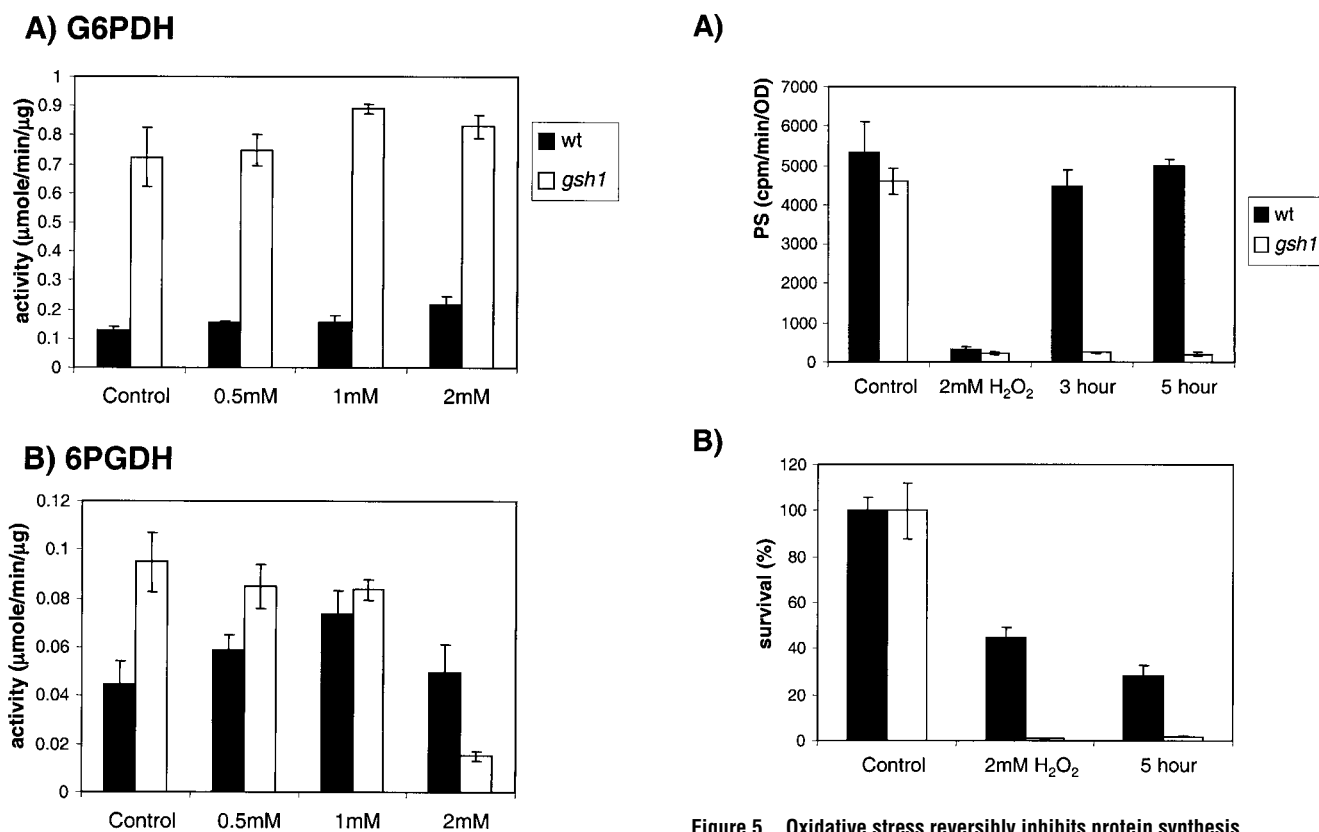 A) G6PDH
activity (µmole/min/µg)
1
0.9
0.8
0.7
0.6
0.5
0.4
0.3
0.2
0.1
0
Control 0.5mM 1mM 2mM
wt
gsh1
B) 6PGDH
activity (µmole/min/µg)
0.12
0.1
0.08
0.06
0.04
0.02
0
Control 0.5mM 1mM 2mM
A)
PS (cpm/min/OD)
7000
6000
5000
4000
3000
2000
1000
0
Control 2mM H₂O₂ 3 hour 5 hour
wt
gsh1
B)
survival (%)
120
100
80
60
40
20
0
Control 2mM H₂O₂ 5 hour
Figure 5 Oxidative stress reversibly inhibits protein synthesis